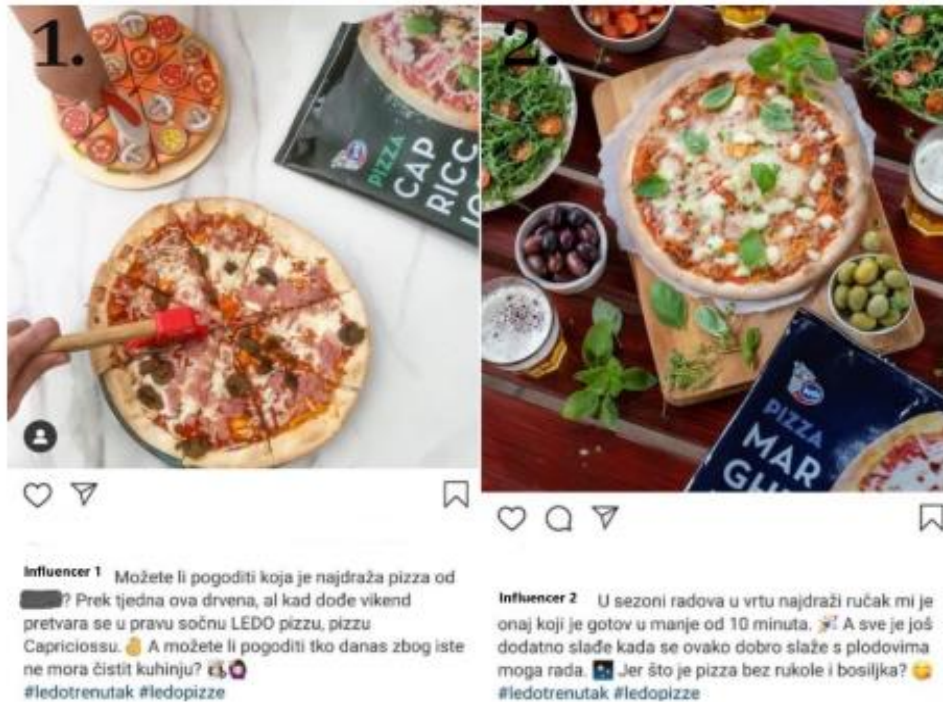 1.
PIZZA
CAP
RICC
2.
PIZZA
MAR
Influencer 1 Možete li pogoditi koja je najdraža pizza od
? Prek tjedna ova drvena, al kad dođe vikend
pretvara se u pravu sočnu LEDO pizzu, pizzu
Capriciossu. A možete li pogoditi tko danas zbog iste
ne mora čistit kuhinju?
#ledotrenutak #ledopizze
Influencer 2 U sezoni radova u vrtu najdraži ručak mi je
onaj koji je gotov u manje od 10 minuta. A sve je još
dodatno slađe kada se ovako dobro slaže s plodovima
moga rada. Jer što je pizza bez rukole i bosiljka?
#ledotrenutak #ledopizze